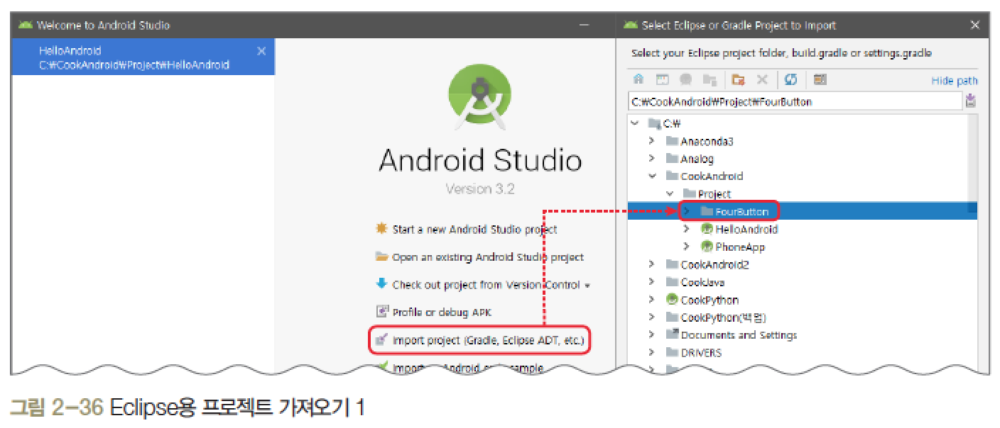 Welcome to Android Studio
HelloAndroid
C:₩CookAndroid₩Project₩HelloAndroid
Android Studio
Version 3.2
Start a new Android Studio project
Open an existing Android Studio project
Check out project from Version Control
Profile or debug APK
Import project (Gradle, Eclipse ADT, etc.)
Select Eclipse or Gradle Project to Import
Select your Eclipse project folder, build.gradle or settings.gradle
Hide path
C:₩CookAndroid₩Project₩FourButton
C:₩
Anaconda3
Analog
CookAndroid
Project
FourButton
HelloAndroid
PhoneApp
CookAndroid2
CookJava
CookPython
CookPython(백업)
Documents and Settings
DRIVERS
그림 2-36 Eclipse용 프로젝트 가져오기 1